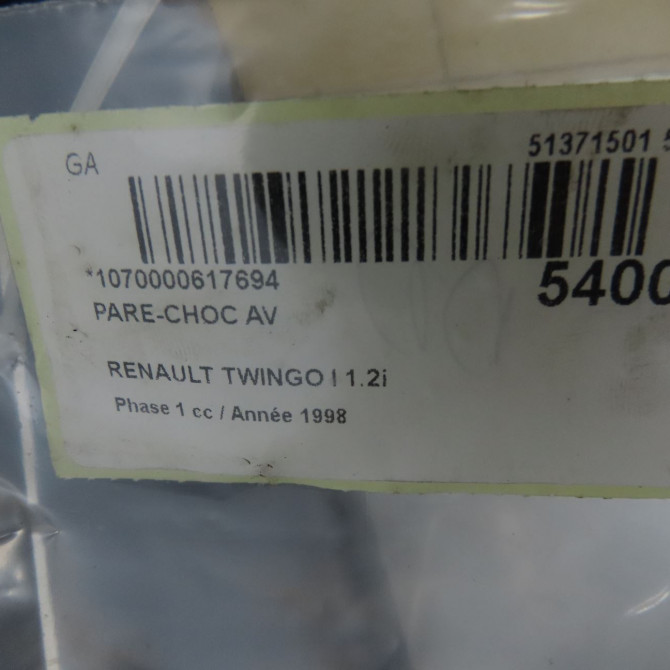 GA
51371501
*1070000617694
5400
PARE-CHOC AV
RENAULT TWINGO I 1.2i
Phase 1 cc / Année 1998